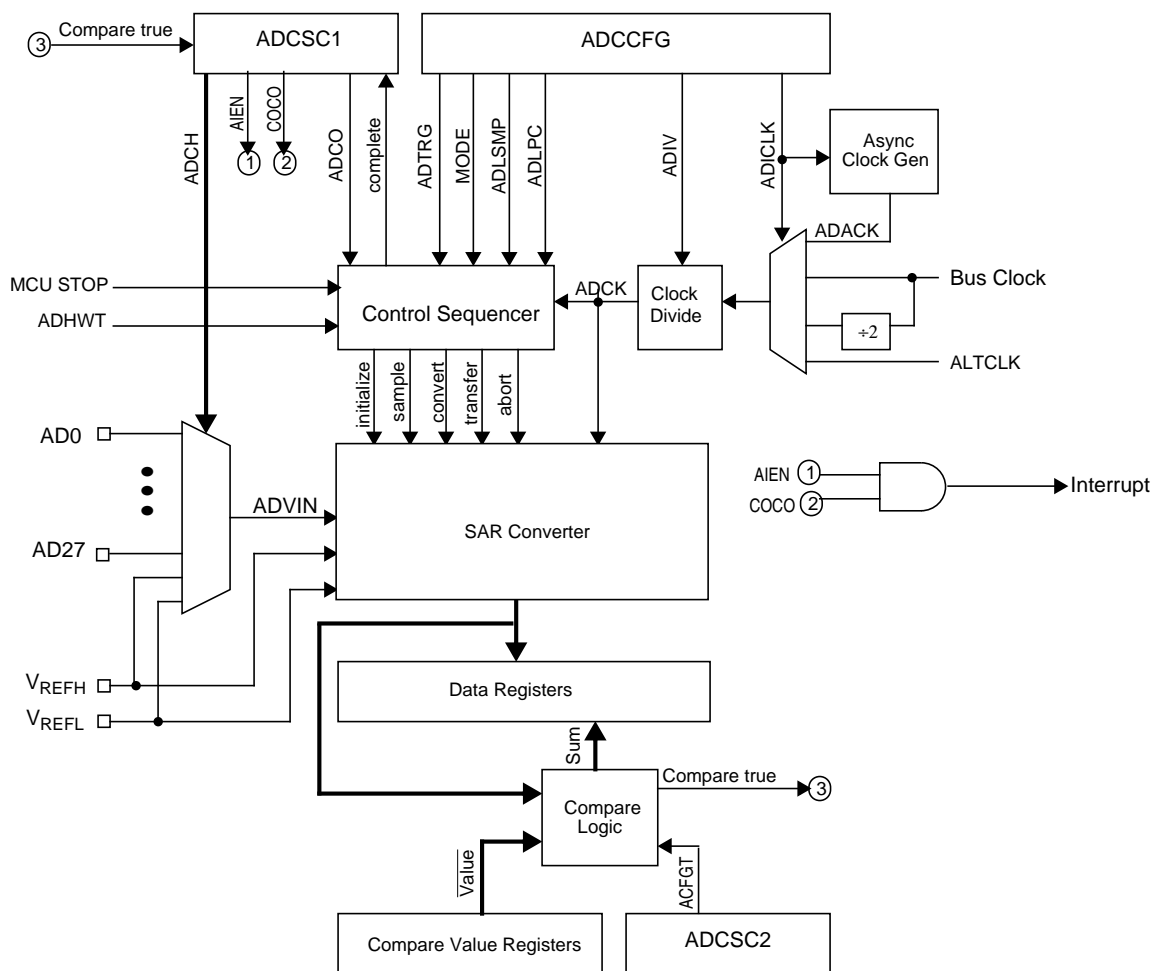 3
Compare true
ADCSC1
ADCCFG
ADCH
AIEN
COCO
1
2
ADCO
complete
ADTRG
MODE
ADLSMP
ADLPC
ADIV
ADICLK
Async
Clock Gen
ADACK
MCU STOP
ADHWT
Control Sequencer
ADCK
Clock
Divide
Bus Clock
÷2
ALTCLK
initialize
sample
convert
transfer
abort
AD0
AD27
ADVIN
SAR Converter
AIEN 1
COCO 2
Interrupt
VREFH
VREFL
Data Registers
Sum
Compare true
3
Compare
Logic
Value
ACFGT
Compare Value Registers
ADCSC2